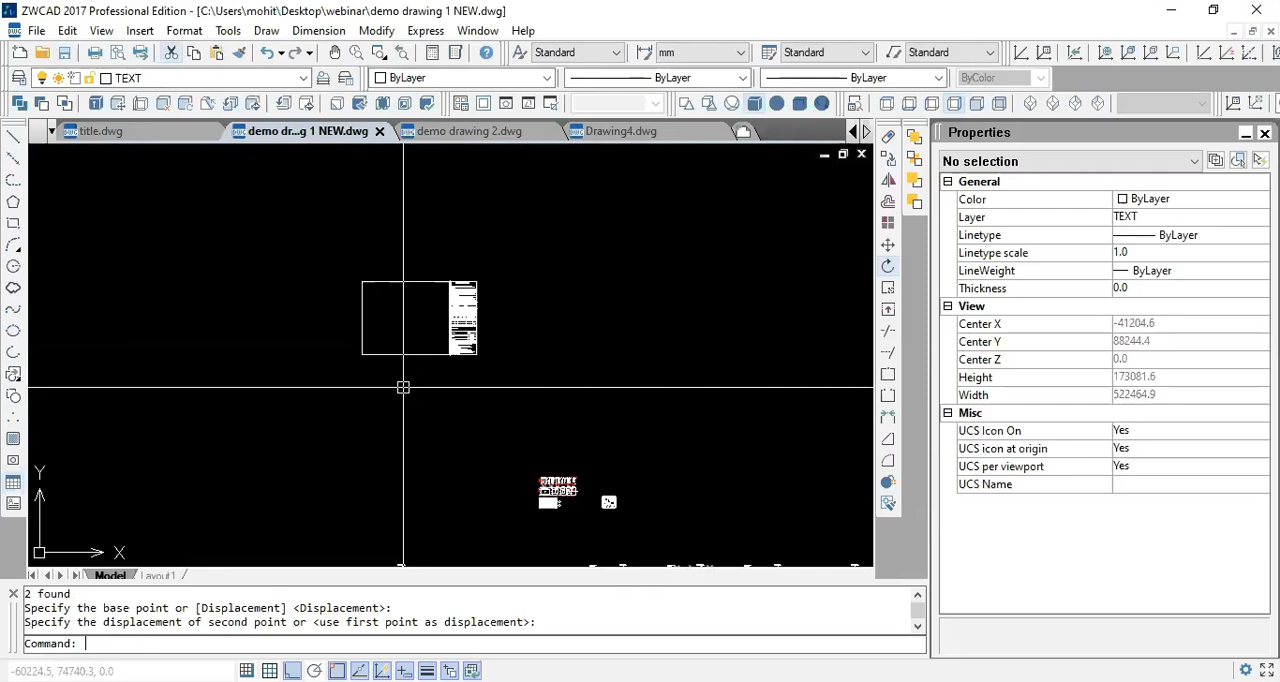 ZWCAD 2017 Professional Edition - [C:\Users\mohit\Desktop\webinar\demo drawing 1 NEW.dwg]
File Edit View Insert Format Tools Draw Dimension Modify Express Window Help
Standard mm Standard Standard
TEXT ByLayer ByLayer ByLayer ByColor
title.dwg demo dr...g 1 NEW.dwg demo drawing 2.dwg Drawing4.dwg
Properties
No selection
General
Color ByLayer
Layer TEXT
Linetype ByLayer
Linetype scale 1.0
LineWeight ByLayer
Thickness 0.0
View
Center X -41204.6
Center Y 88244.4
Center Z 0.0
Height 173081.6
Width 522464.9
Misc
UCS Icon On Yes
UCS icon at origin Yes
UCS per viewport Yes
UCS Name
Y
X
Model Layout1
2 found
Specify the base point or [Displacement] <Displacement>:
Specify the displacement of second point or <use first point as displacement>:
Command:
-60224.5, 74740.3, 0.0